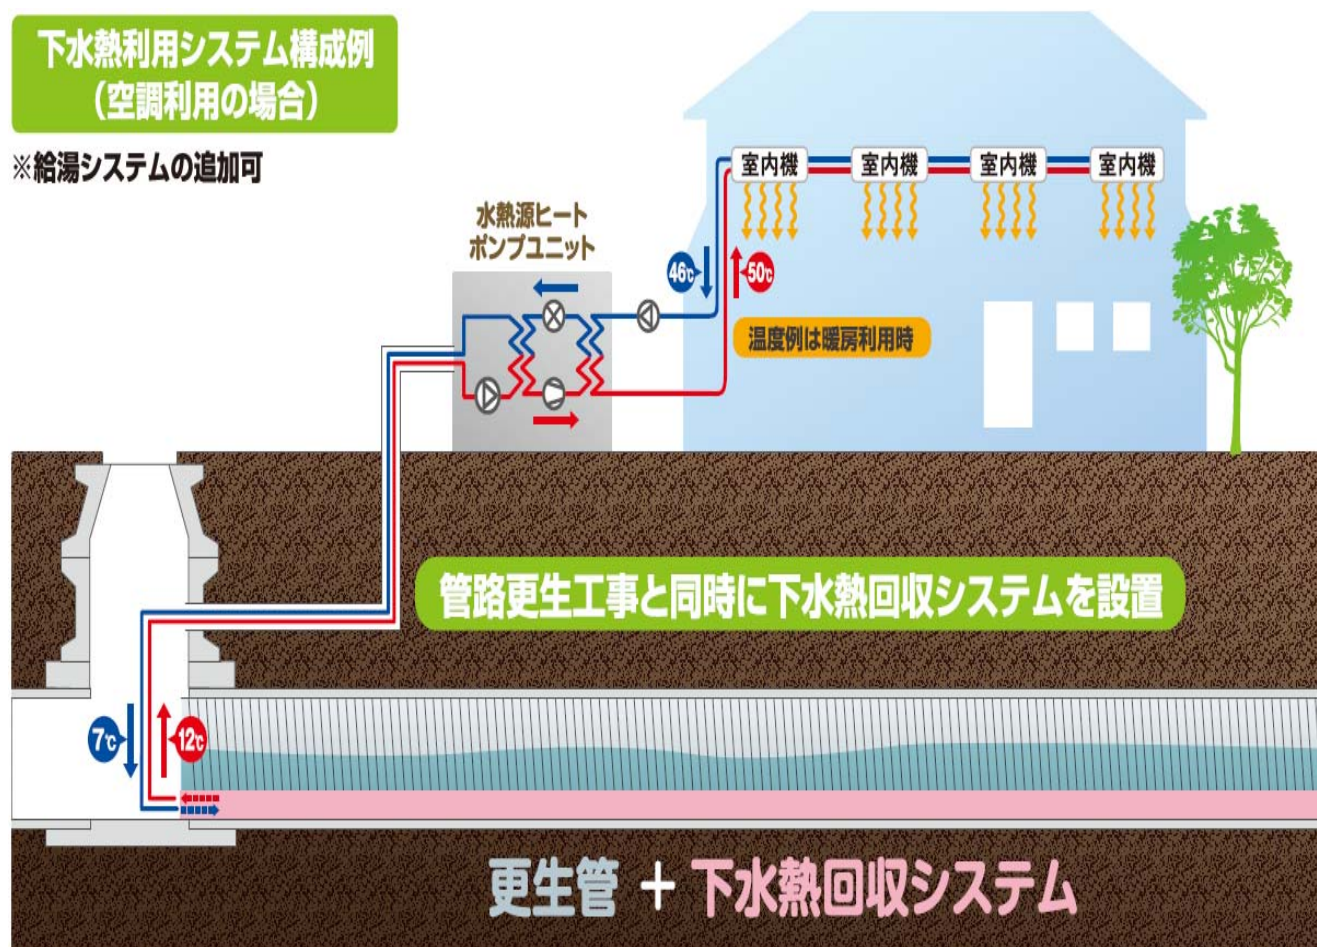 下水熱利用システム構成例
（空調利用の場合）
※給湯システムの追加可
室内機
室内機
室内機
室内機
水熱源ヒート
ポンプユニット
46℃
50℃
温度例は暖房利用時
管路更生工事と同時に下水熱回収システムを設置
7℃
12℃
更生管 + 下水熱回収システム